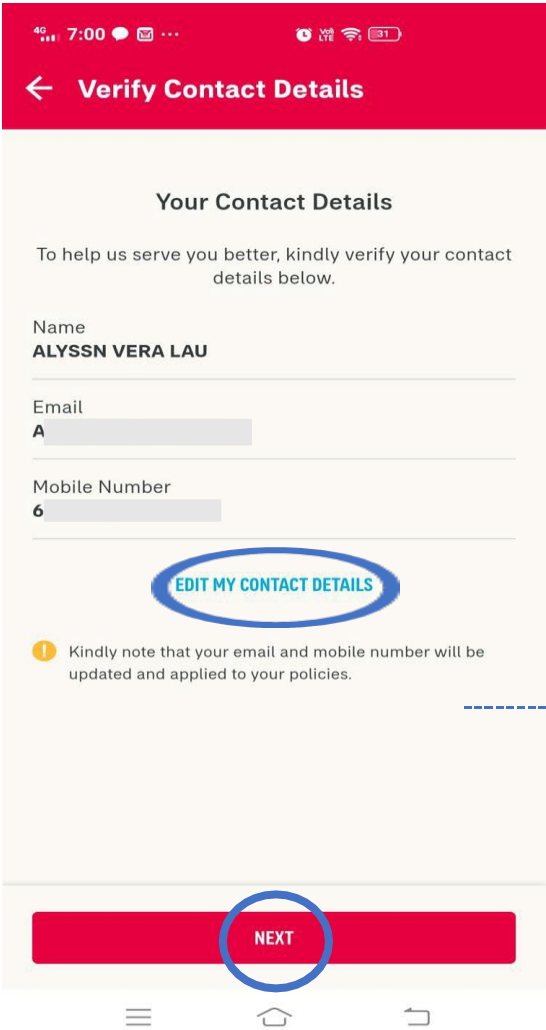 4G 7:00 ... VoI) LTE 31
Verify Contact Details
Your Contact Details
To help us serve you better, kindly verify your contact
details below.
Name
ALYSSN VERA LAU
Email
A
Mobile Number
6
EDIT MY CONTACT DETAILS
! Kindly note that your email and mobile number will be
updated and applied to your policies.
NEXT